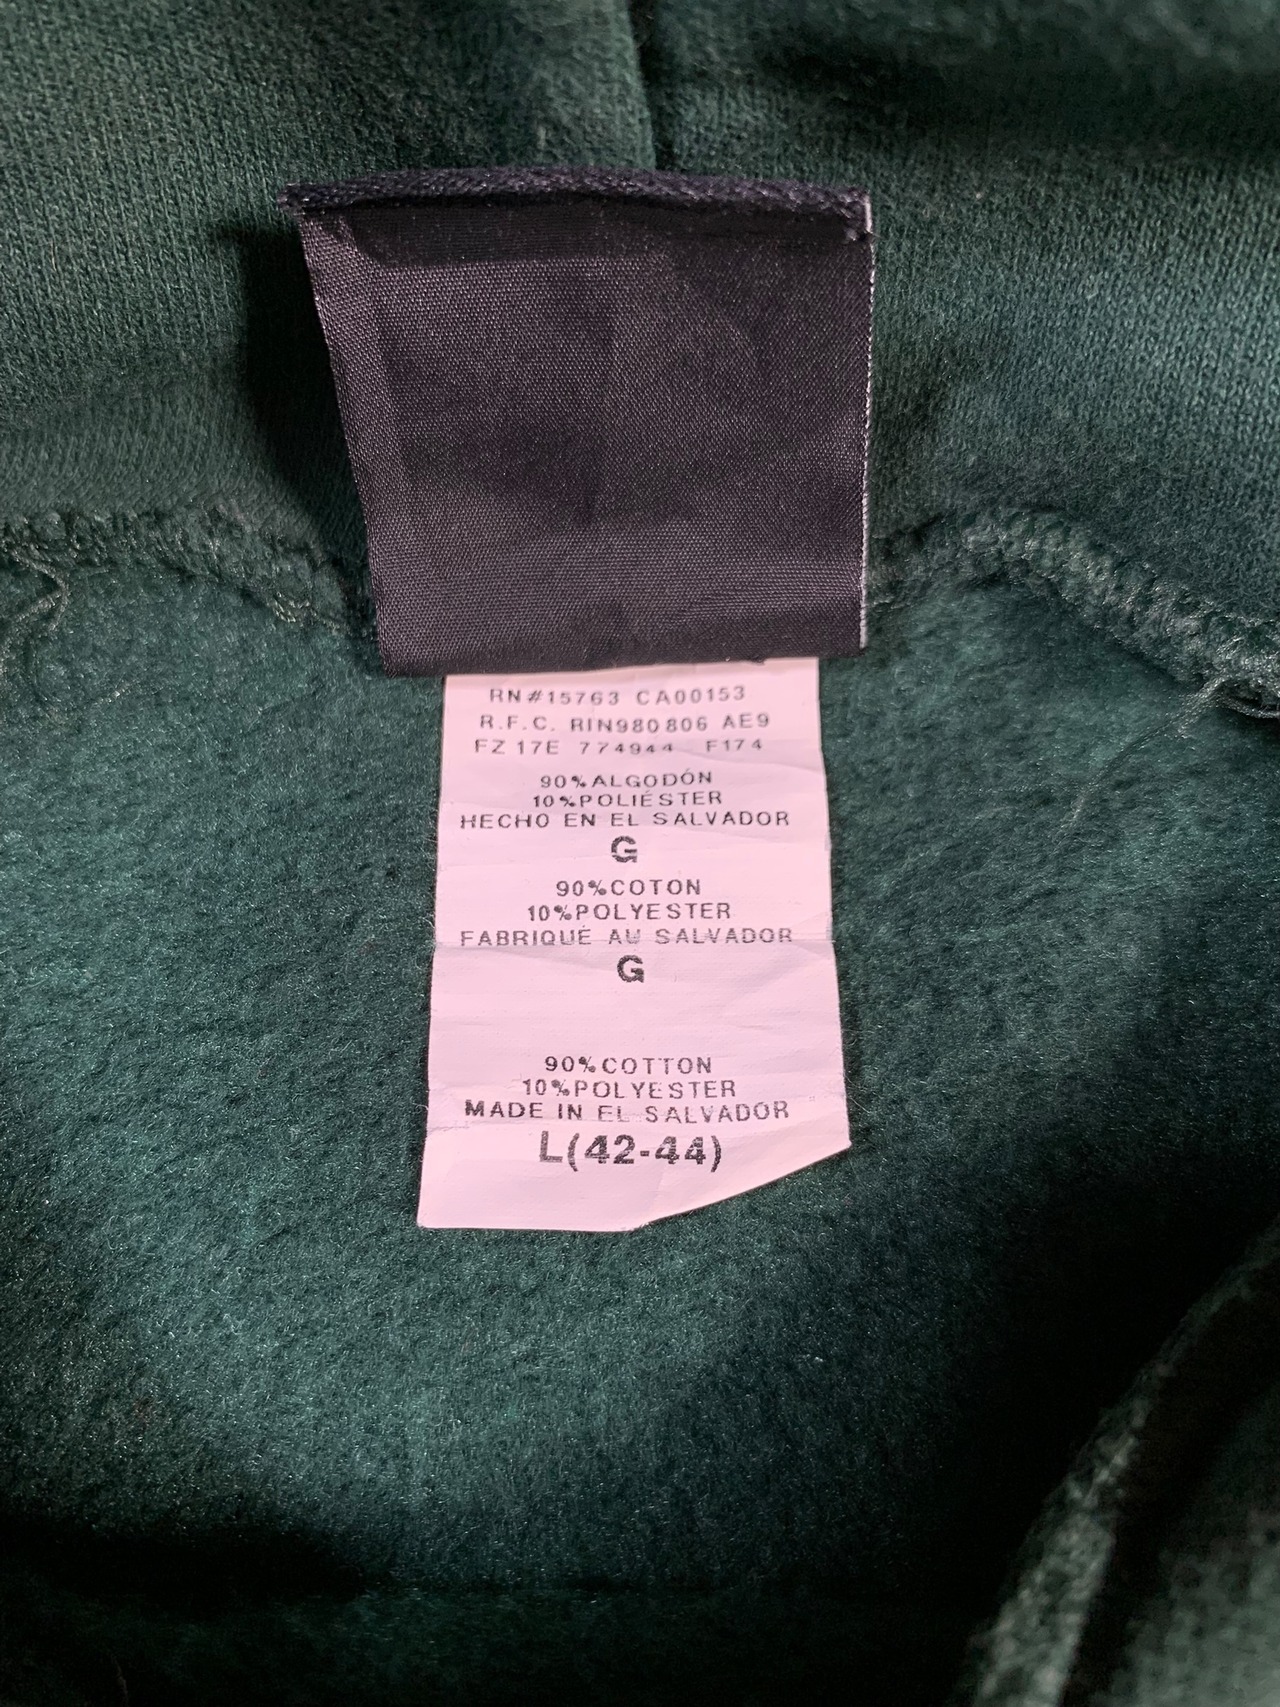 RN#15763 CA00153
R.F.C. RIN980806 AE9
FZ 17E 774944 F174
90%ALGODÓN
10%POLIÉSTER
HECHO EN EL SALVADOR
G
90%COTON
10%POLYESTER
FABRIQUÉ AU SALVADOR
G
90%COTTON
10%POLYESTER
MADE IN EL SALVADOR
L(42-44)